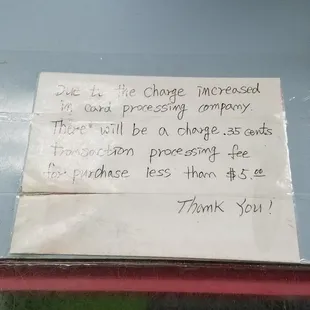 Due to the charge increased
in card processing company.
There will be a charge .35 cents
transaction processing fee
for purchase less than $5.00
Thank You!